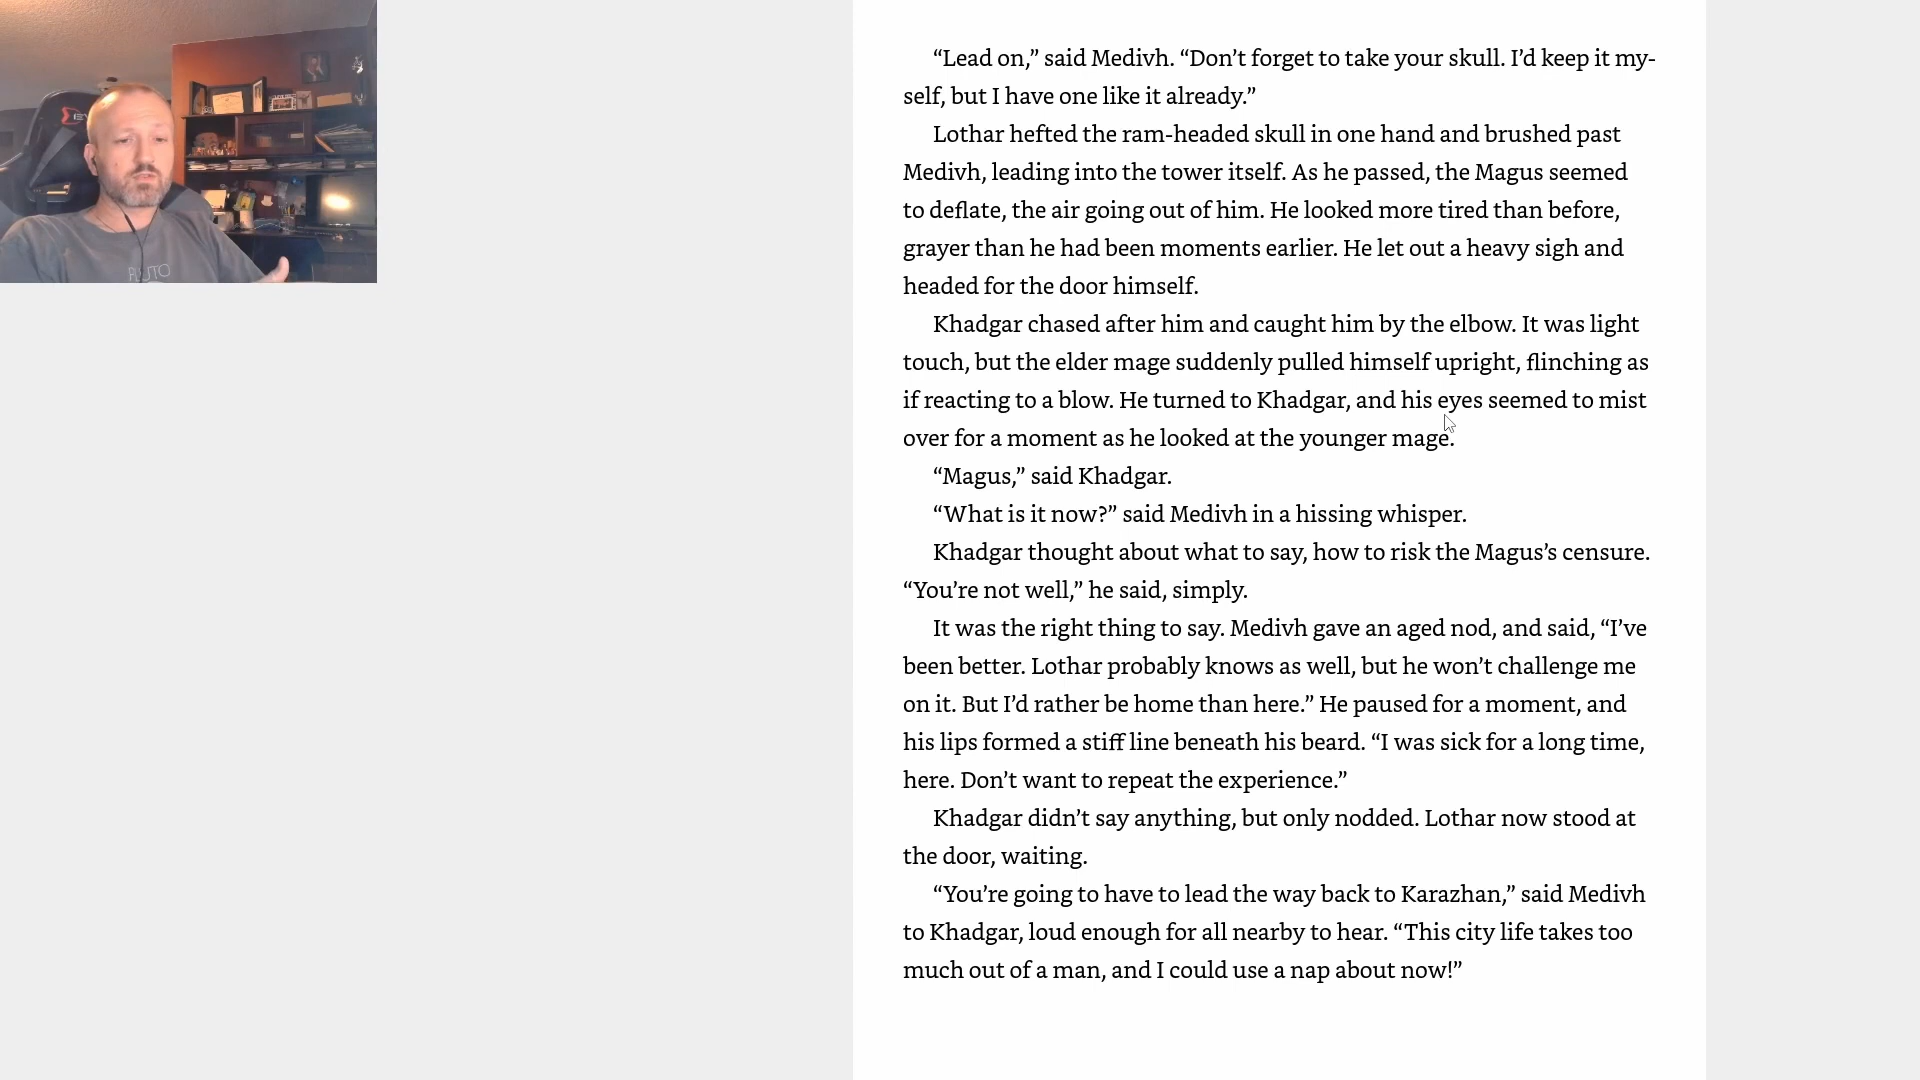 “Lead on,” said Medivh. “Don’t forget to take your skull. I’d keep it my-
self, but I have one like it already.”
Lothar hefted the ram-headed skull in one hand and brushed past
Medivh, leading into the tower itself. As he passed, the Magus seemed
to deflate, the air going out of him. He looked more tired than before,
grayer than he had been moments earlier. He let out a heavy sigh and
headed for the door himself.
Khadgar chased after him and caught him by the elbow. It was light
touch, but the elder mage suddenly pulled himself upright, flinching as
if reacting to a blow. He turned to Khadgar, and his eyes seemed to mist
over for a moment as he looked at the younger mage.
“Magus,” said Khadgar.
“What is it now?” said Medivh in a hissing whisper.
Khadgar thought about what to say, how to risk the Magus’s censure.
“You’re not well,” he said, simply.
It was the right thing to say. Medivh gave an aged nod, and said, “I’ve
been better. Lothar probably knows as well, but he won’t challenge me
on it. But I’d rather be home than here.” He paused for a moment, and
his lips formed a stiff line beneath his beard. “I was sick for a long time,
here. Don’t want to repeat the experience.”
Khadgar didn’t say anything, but only nodded. Lothar now stood at
the door, waiting.
“You’re going to have to lead the way back to Karazhan,” said Medivh
to Khadgar, loud enough for all nearby to hear. “This city life takes too
much out of a man, and I could use a nap about now!”